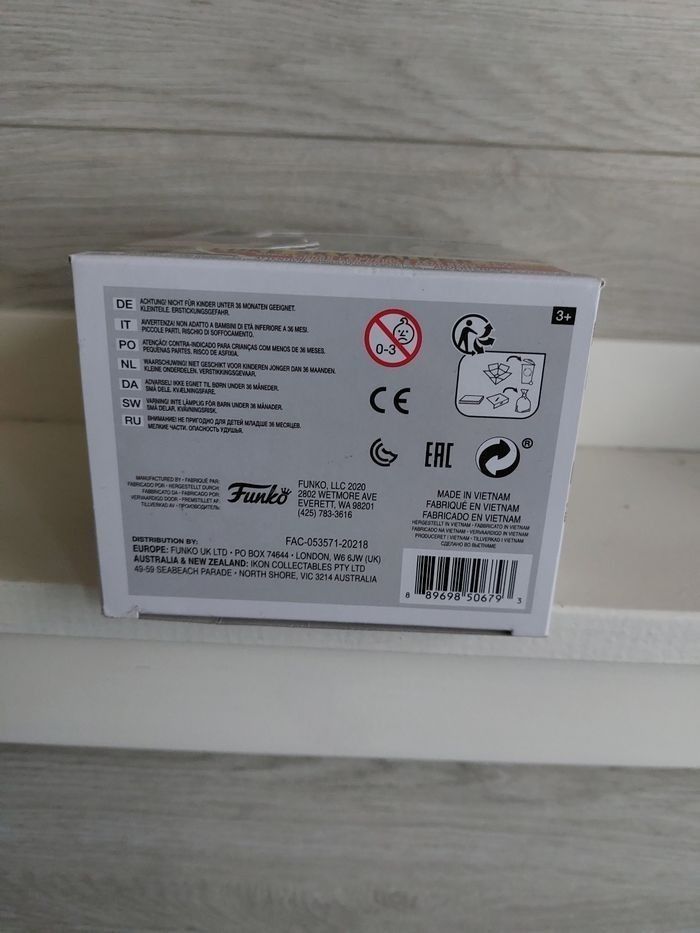 DE ACHTUNG! NICHT FÜR KINDER UNTER 36 MONATEN GEEIGNET.
KLEINTEILE. ERSTICKUNGSGEFAHR.
IT AVVERTENZA! NON ADATTO A BAMBINI DI ETÀ INFERIORE A 36 MESI.
PICCOLE PARTI, RISCHIO DI SOFFOCAMENTO.
PO ATENÇÃO! CONTRA-INDICADO PARA CRIANÇAS COM MENOS DE 36 MESES.
PEQUENAS PARTES. RISCO DE ASFIXIA.
NL WAARSCHUWING! NIET GESCHIKT VOOR KINDEREN JONGER DAN 36 MAANDEN.
KLEINE ONDERDELEN. VERSTIKKINGSGEVAAR.
DA ADVARSEL! IKKE EGNET TIL BØRN UNDER 36 MÅNEDER.
SMÅ DELE. KVÆLNINGSFARE.
SW VARNING! INTE LÄMPLIG FÖR BARN UNDER 36 MÅNADER.
SMÅ DELAR. KVÄVNINGSRISK.
RU ВНИМАНИЕ! НЕ ПРИГОДНО ДЛЯ ДЕТЕЙ МЛАДШЕ 36 МЕСЯЦЕВ.
МЕЛКИЕ ЧАСТИ. ОПАСНОСТЬ УДУШЬЯ.
0-3
3+
CE
EAC
®
MANUFACTURED BY • FABRIQUÉ PAR:
FABRICADO POR • HERGESTELLT DURCH:
FABBRICATO DA • FABRICADO POR:
VERVAARDIGD DOOR • FREMSTILLET AF:
TILLVERKAD AV • ПРОИЗВОДИТЕЛЬ:
Funko
FUNKO, LLC 2020
2802 WETMORE AVE
EVERETT, WA 98201
(425) 783-3616
MADE IN VIETNAM
FABRIQUÉ EN VIETNAM
FABRICADO EN VIETNAM
HERGESTELLT IN VIETNAM • FABBRICATO IN VIETNAM
FABRICADO NA VIETNAM • VERVAARDIGD IN VIETNAM
PRODUCERET I VIETNAM • TILLVERKAD I VIETNAM
СДЕЛАНО ВО ВЬЕТНАМЕ
FAC-053571-20218
DISTRIBUTION BY:
EUROPE: FUNKO UK LTD • PO BOX 74644 • LONDON, W6 6JW (UK)
AUSTRALIA & NEW ZEALAND: IKON COLLECTABLES PTY LTD
49-59 SEABEACH PARADE • NORTH SHORE, VIC 3214 AUSTRALIA
8 89698 50679 3